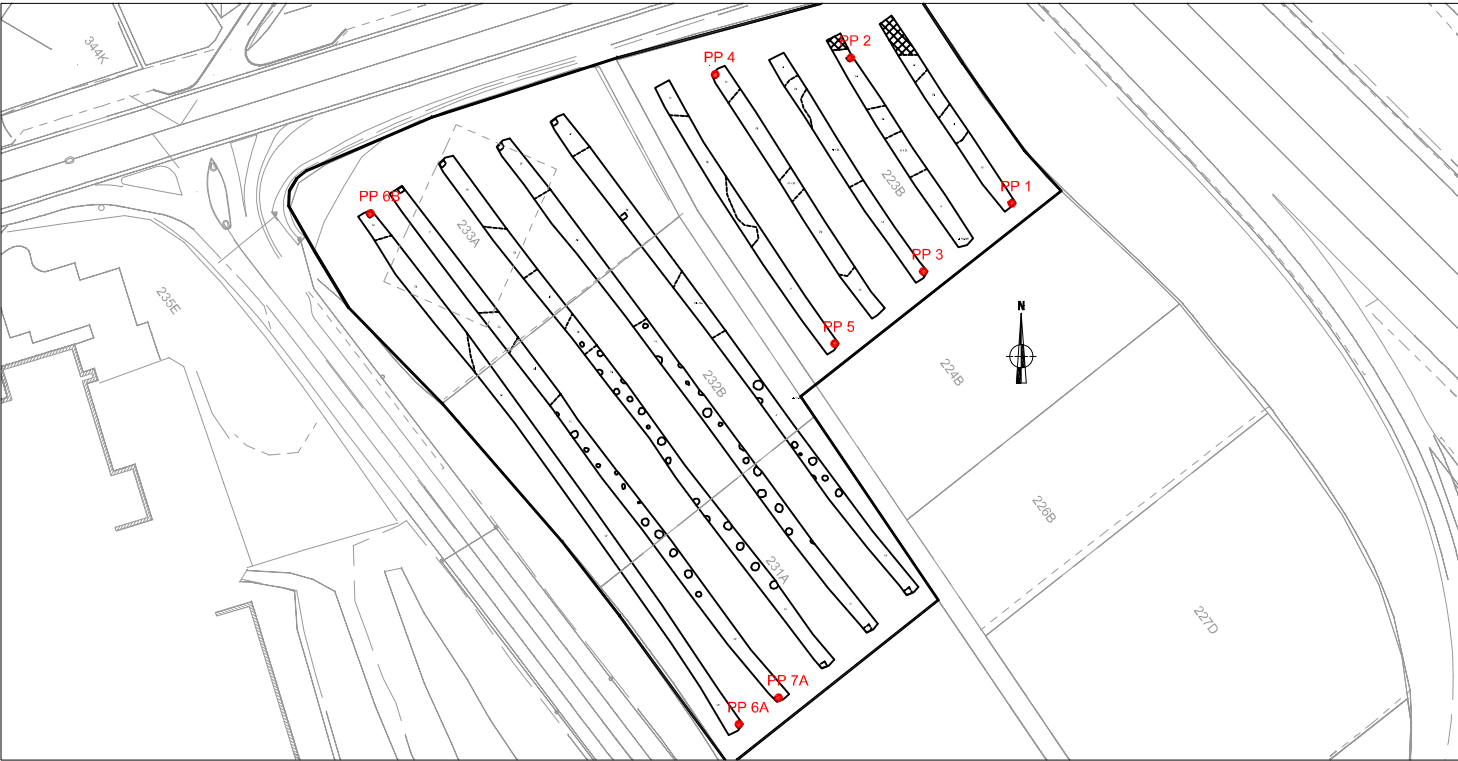 344K
PP 2
PP 4
223B
PP 1
PP 6B
233A
PP 3
235E
N
PP 5
224B
232B
226B
231A
227D
PP 7A
PP 6A